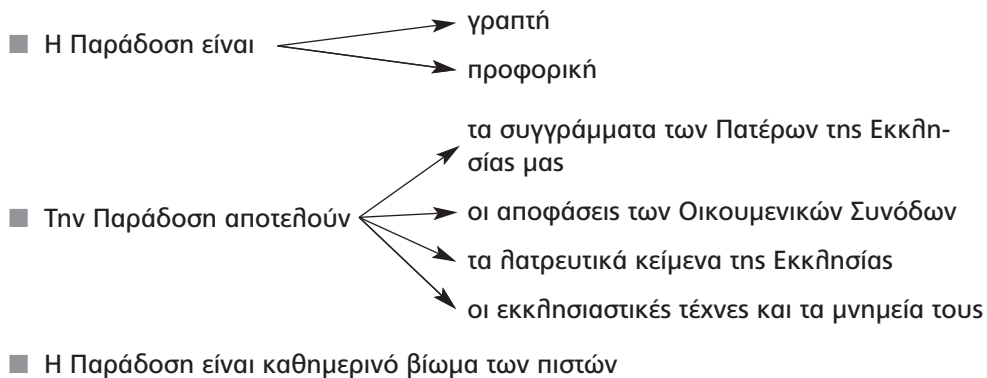 γραπτή
Η Παράδοση είναι
προφορική
τα συγγράμματα των Πατέρων της Εκκλη-
σίας μας
Την Παράδοση αποτελούν
οι αποφάσεις των Οικουμενικών Συνόδων
τα λατρευτικά κείμενα της Εκκλησίας
οι εκκλησιαστικές τέχνες και τα μνημεία τους
Η Παράδοση είναι καθημερινό βίωμα των πιστών